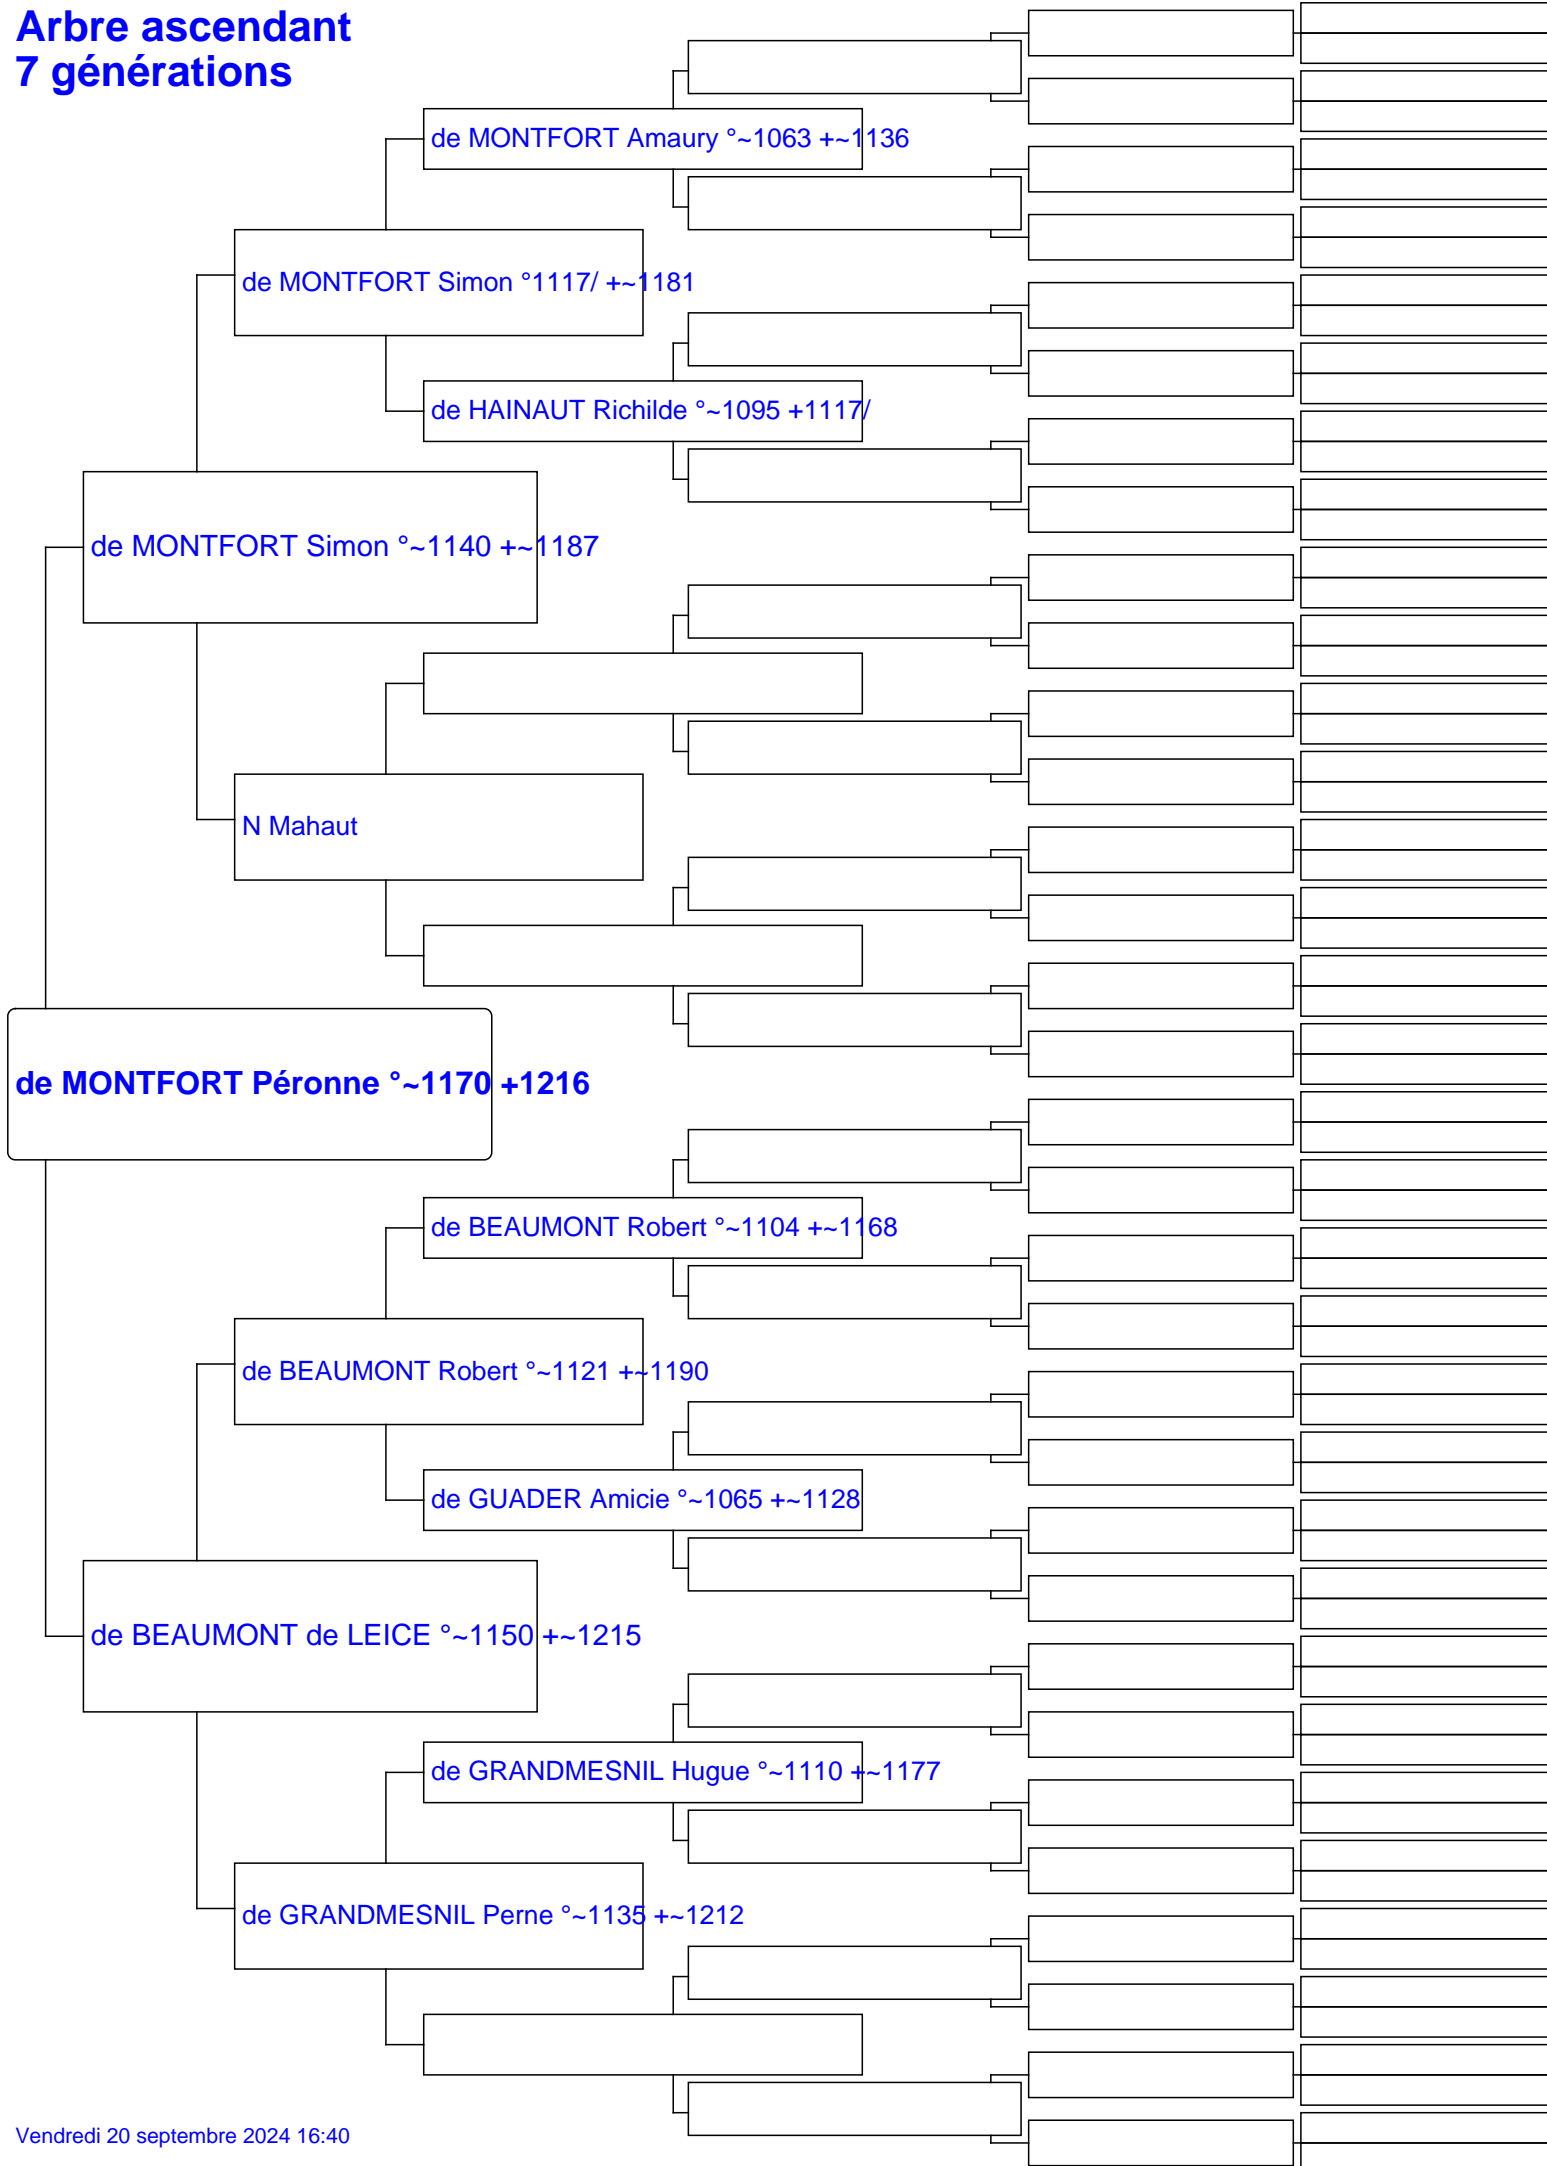 Arbre ascendant
7 générations
de MONTFORT Amaury °~1063 +~1136
de MONTFORT Simon °1117/ +~1181
de HAINAUT Richilde °~1095 +1117/
de MONTFORT Simon °~1140 +~1187
N Mahaut
de MONTFORT Péronne °~1170 +1216
de BEAUMONT Robert °~1104 +~1168
de BEAUMONT Robert °~1121 +~1190
de GUADER Amicie °~1065 +~1128
de BEAUMONT de LEICE °~1150 +~1215
de GRANDMESNIL Hugue °~1110 +~1177
de GRANDMESNIL Perne °~1135 +~1212
Vendredi 20 septembre 2024 16:40